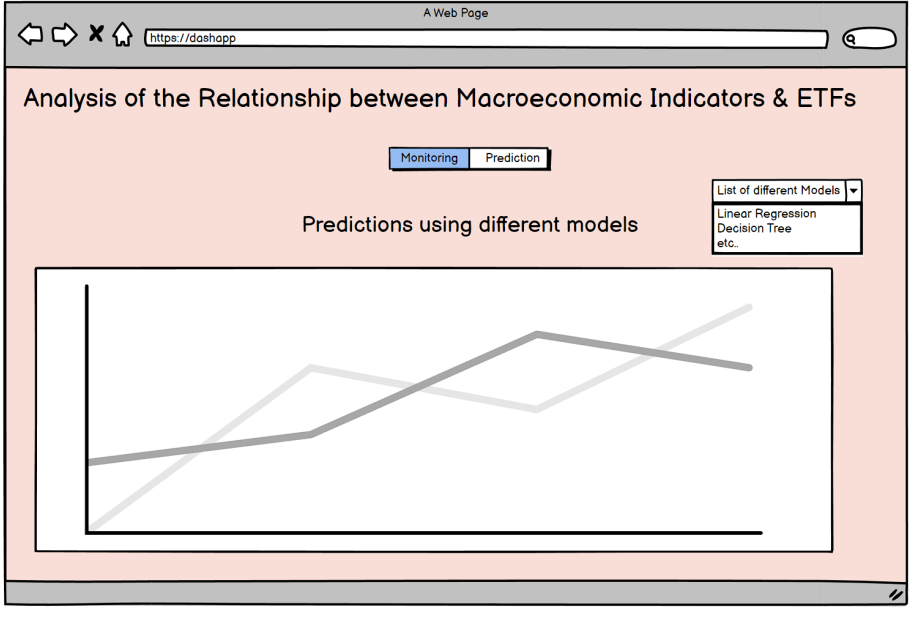 A Web Page
https://dashapp
Analysis of the Relationship between Macroeconomic Indicators & ETFs
Monitoring Prediction
List of different Models
Predictions using different models
Linear Regression
Decision Tree
etc..